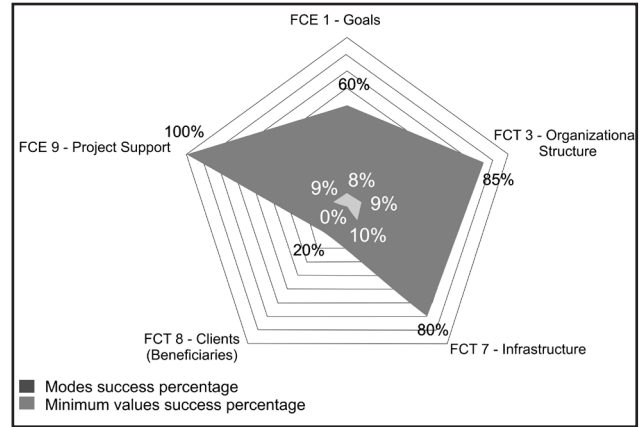 FCE 1 - Goals
60%
100%
FCE 9 - Project Support
FCT 3 - Organizational
Structure
85%
9%
8%
9%
0%
10%
20%
80%
FCT 8 - Clients
(Beneficiaries)
FCT 7 - Infrastructure
Modes success percentage
Minimum values success percentage